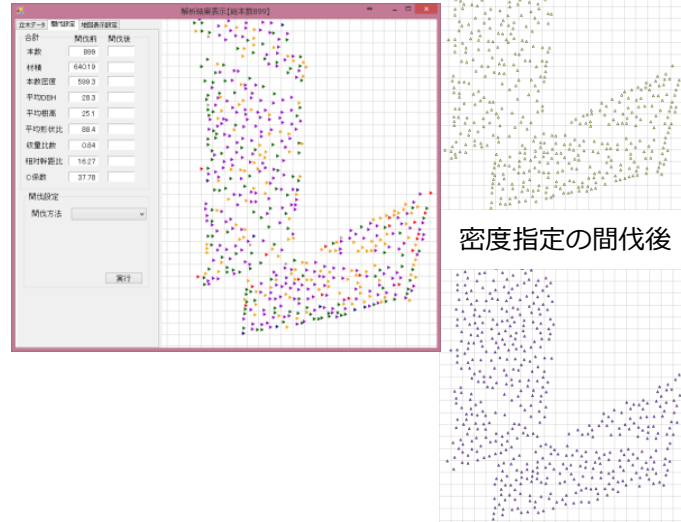 解析結果表示【総本数899】
立木データ 間伐設定 地図表示設定
合計 間伐前 間伐後
本数 899
材積 640.19
本数密度 599.3
平均DBH 28.3
平均樹高 25.1
平均形状比 88.4
収量比数 0.84
相対幹距比 16.27
C係数 37.78
間伐設定
間伐方法
実行
密度指定の間伐後